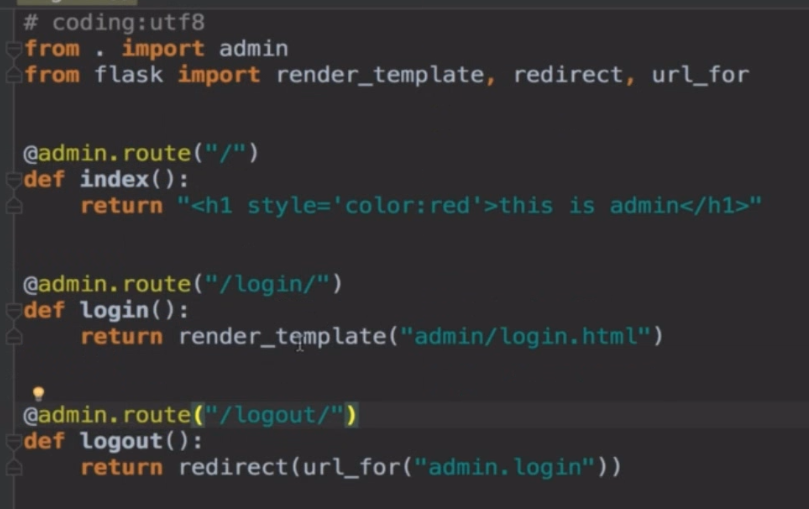 # coding:utf8
from . import admin
from flask import render_template, redirect, url_for
@admin.route("/")
def index():
    return "<h1 style='color:red'>this is admin</h1>"
@admin.route("/login/")
def login():
    return render_template("admin/login.html")
@admin.route("/logout/")
def logout():
    return redirect(url_for("admin.login"))